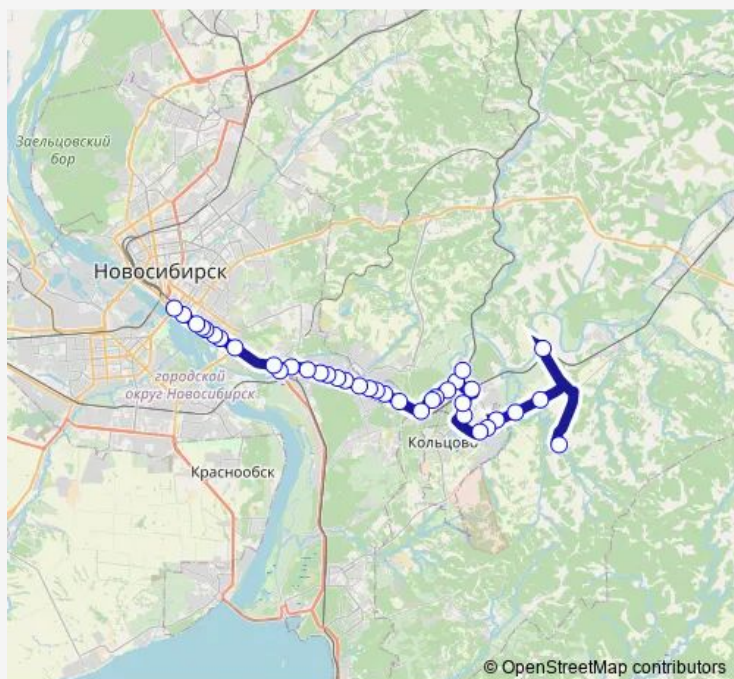 Заельцовский
бор
Новосибирск
городской
округ Новосибирск
Кольцово
Краснообск
© OpenStreetMap contributors